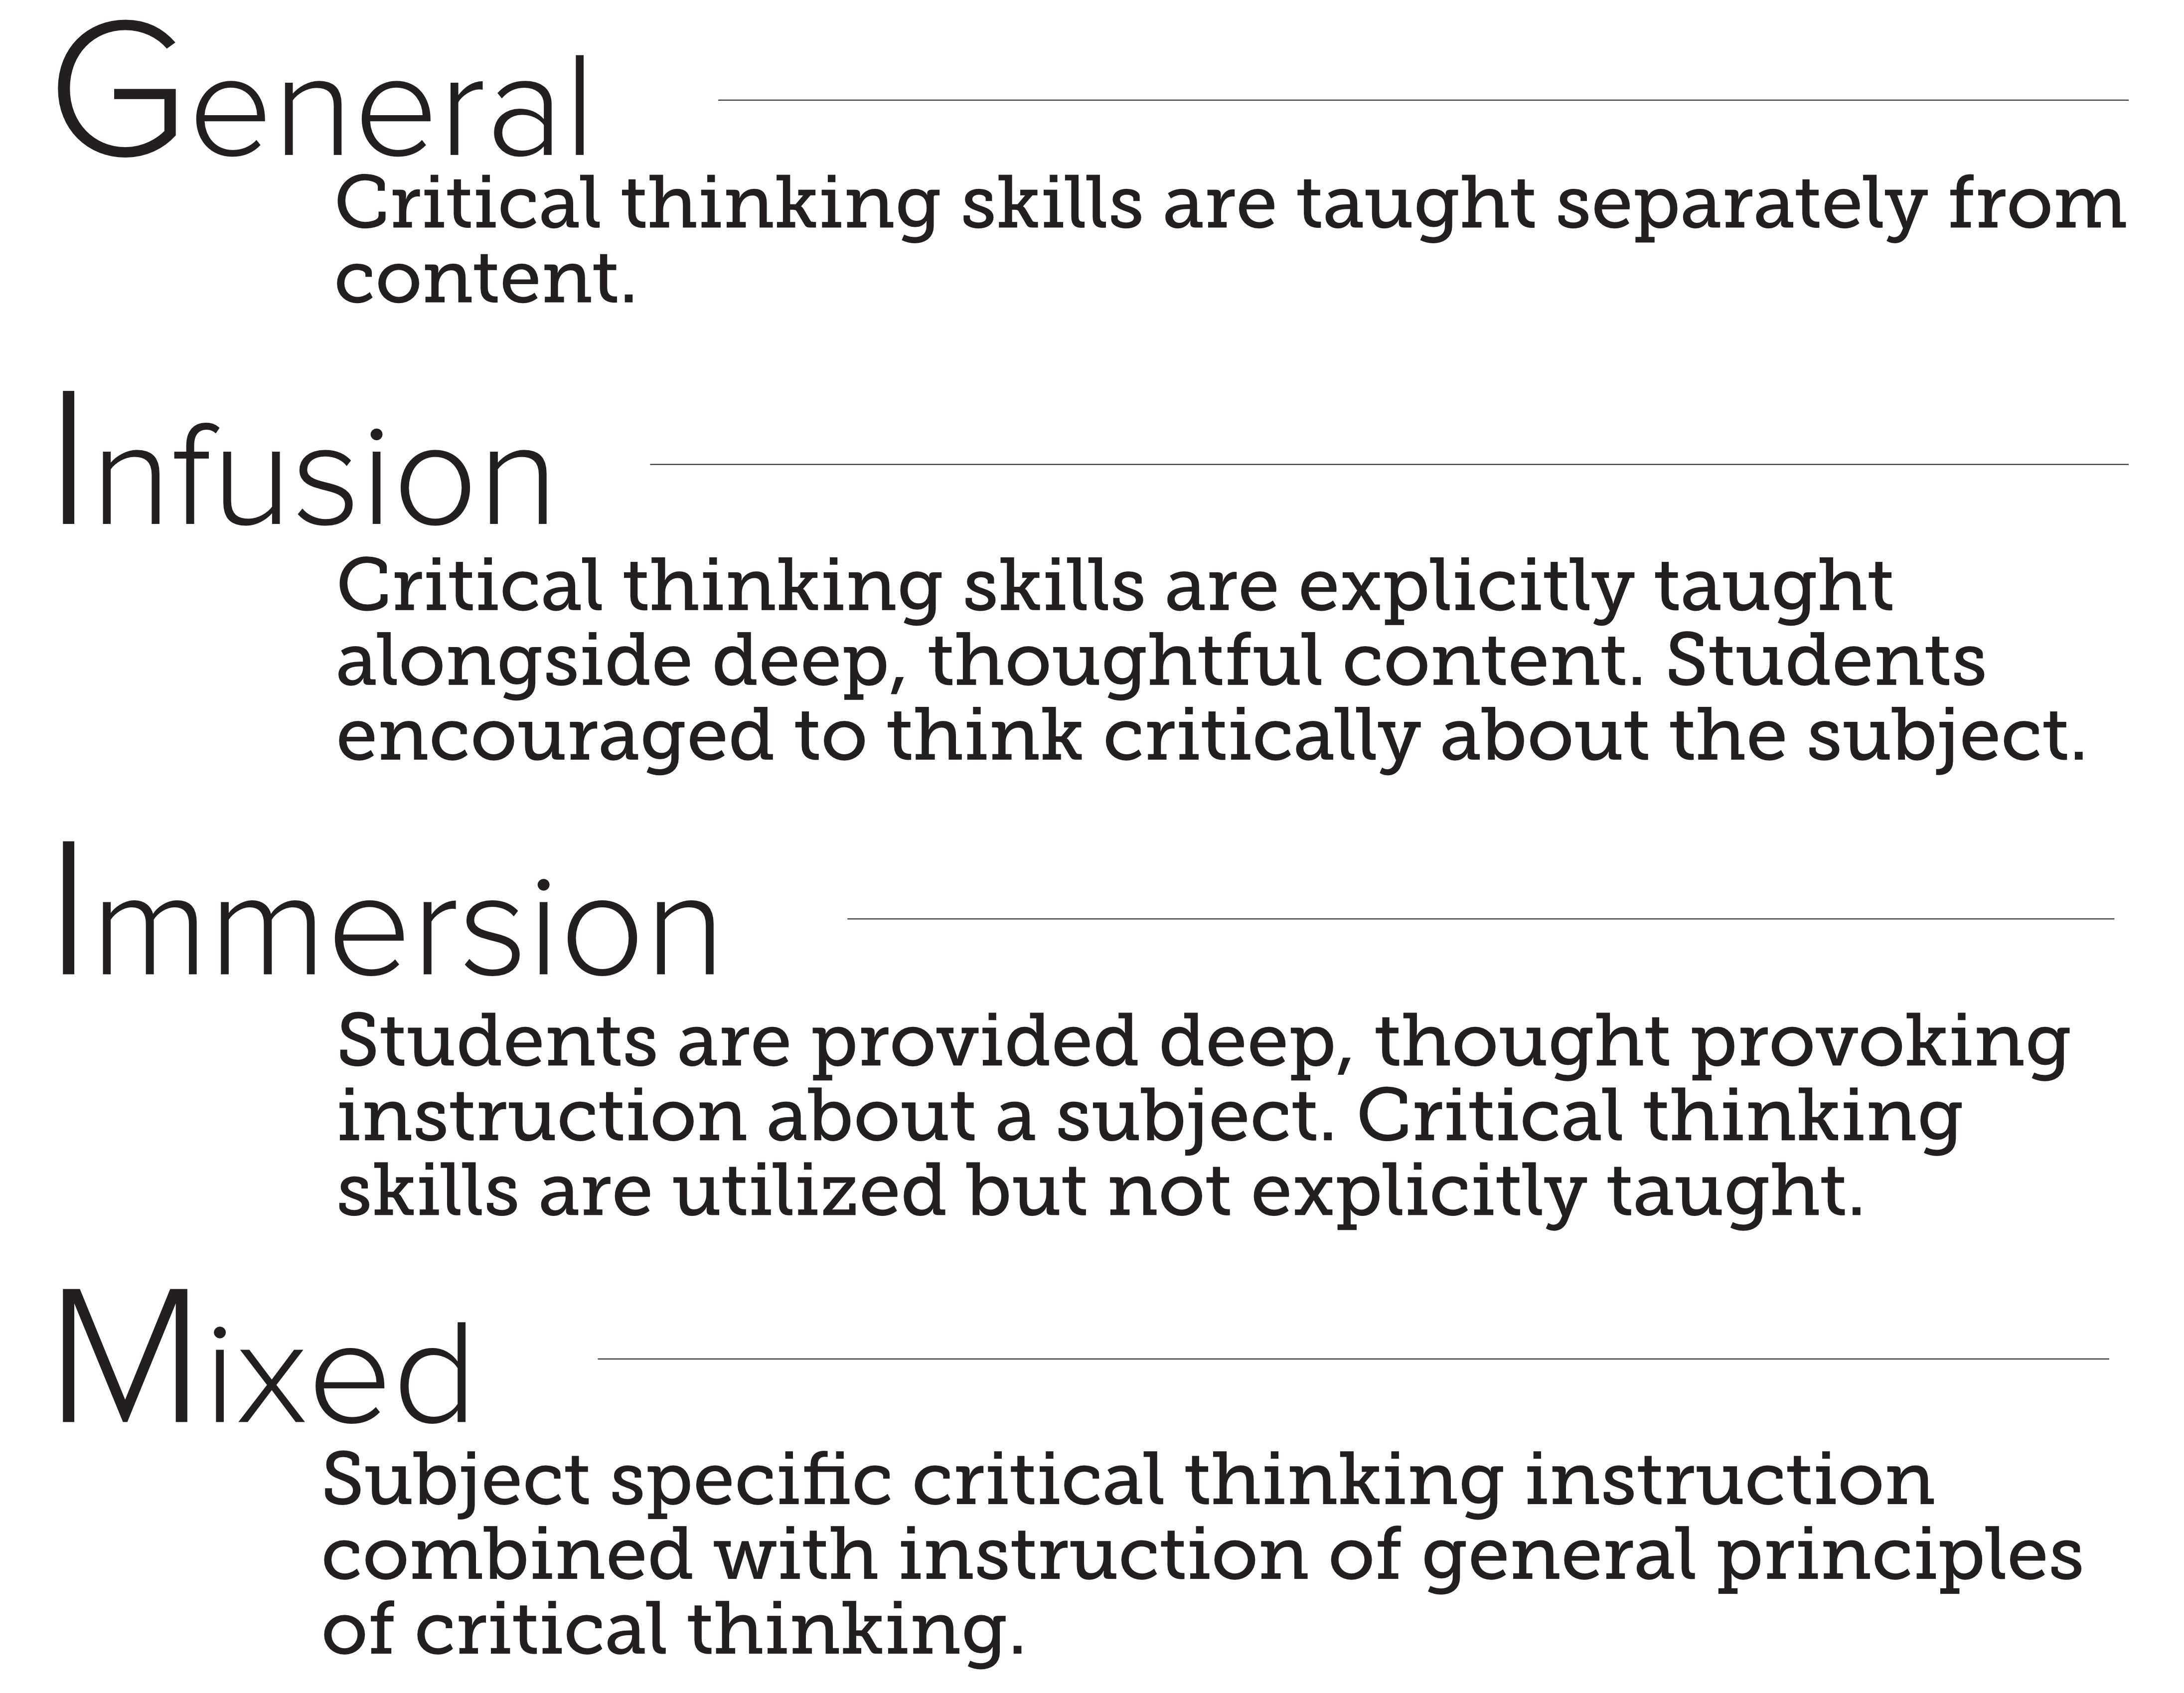 General
Critical thinking skills are taught separately from
content.
Infusion
Critical thinking skills are explicitly taught
alongside deep, thoughtful content. Students
encouraged to think critically about the subject.
Immersion
Students are provided deep, thought provoking
instruction about a subject. Critical thinking
skills are utilized but not explicitly taught.
Mixed
Subject specific critical thinking instruction
combined with instruction of general principles
of critical thinking.